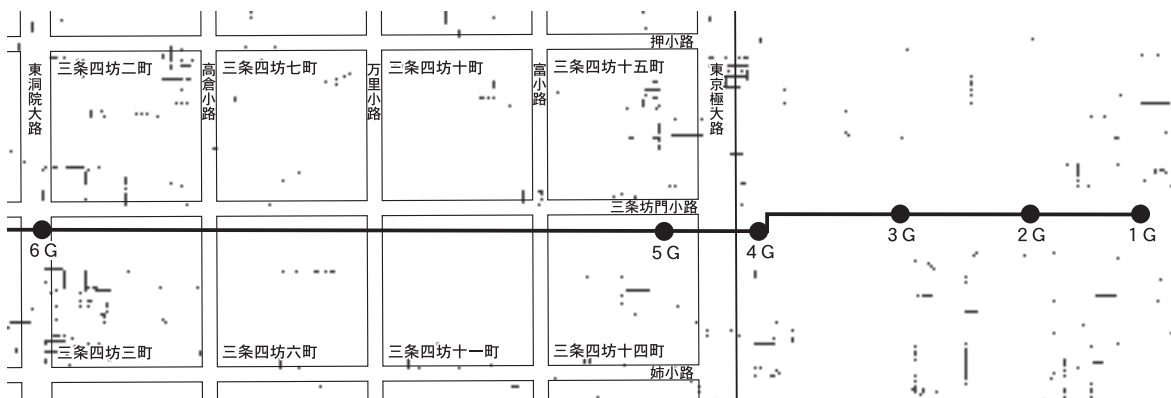 押小路
東洞院大路
三条四坊二町
高倉小路
三条四坊七町
万里小路
三条四坊十町
富小路
三条四坊十五町
東京極大路
三条坊門小路
6G
5G
4G
3G
2G
1G
三条四坊三町
三条四坊六町
三条四坊十一町
三条四坊十四町
姉小路